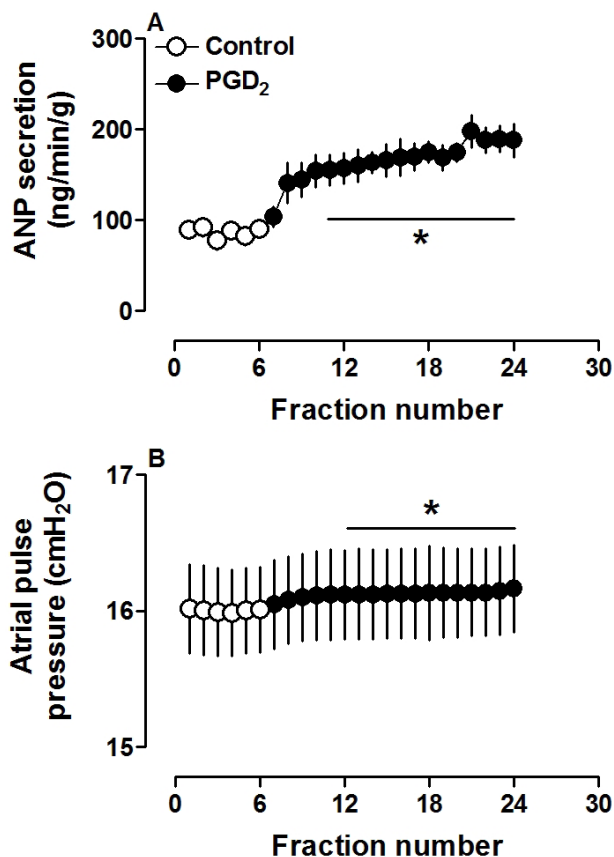 A
300
Control
PGD₂
200
100
0
ANP secretion
(ng/min/g)
*
0 6 12 18 24 30
Fraction number
B
17
16
15
Atrial pulse
pressure (cmH₂O)
*
0 6 12 18 24 30
Fraction number